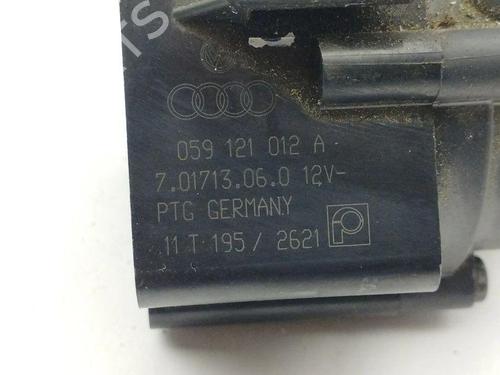 059 121 012 A
7.01713.06.0 12V-
PTG GERMANY
11 T 195 / 2621